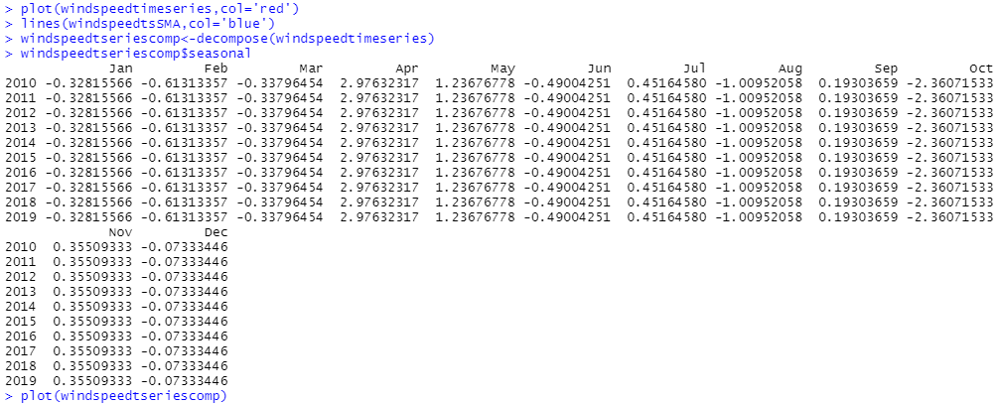 > plot(windspeedtimeseries,col='red')
> lines(windspeedtsSMA,col='blue')
> windspeedtseriescomp<-decompose(windspeedtimeseries)
> windspeedtseriescomp$seasonal
Jan Feb Mar Apr May Jun Jul Aug Sep Oct
2010 -0.32815566 -0.61313357 -0.33796454 2.97632317 1.23676778 -0.49004251 0.45164580 -1.00952058 0.19303659 -2.36071533
2011 -0.32815566 -0.61313357 -0.33796454 2.97632317 1.23676778 -0.49004251 0.45164580 -1.00952058 0.19303659 -2.36071533
2012 -0.32815566 -0.61313357 -0.33796454 2.97632317 1.23676778 -0.49004251 0.45164580 -1.00952058 0.19303659 -2.36071533
2013 -0.32815566 -0.61313357 -0.33796454 2.97632317 1.23676778 -0.49004251 0.45164580 -1.00952058 0.19303659 -2.36071533
2014 -0.32815566 -0.61313357 -0.33796454 2.97632317 1.23676778 -0.49004251 0.45164580 -1.00952058 0.19303659 -2.36071533
2015 -0.32815566 -0.61313357 -0.33796454 2.97632317 1.23676778 -0.49004251 0.45164580 -1.00952058 0.19303659 -2.36071533
2016 -0.32815566 -0.61313357 -0.33796454 2.97632317 1.23676778 -0.49004251 0.45164580 -1.00952058 0.19303659 -2.36071533
2017 -0.32815566 -0.61313357 -0.33796454 2.97632317 1.23676778 -0.49004251 0.45164580 -1.00952058 0.19303659 -2.36071533
2018 -0.32815566 -0.61313357 -0.33796454 2.97632317 1.23676778 -0.49004251 0.45164580 -1.00952058 0.19303659 -2.36071533
2019 -0.32815566 -0.61313357 -0.33796454 2.97632317 1.23676778 -0.49004251 0.45164580 -1.00952058 0.19303659 -2.36071533
Nov Dec
2010 0.35509333 -0.07333446
2011 0.35509333 -0.07333446
2012 0.35509333 -0.07333446
2013 0.35509333 -0.07333446
2014 0.35509333 -0.07333446
2015 0.35509333 -0.07333446
2016 0.35509333 -0.07333446
2017 0.35509333 -0.07333446
2018 0.35509333 -0.07333446
2019 0.35509333 -0.07333446
> plot(windspeedtseriescomp)